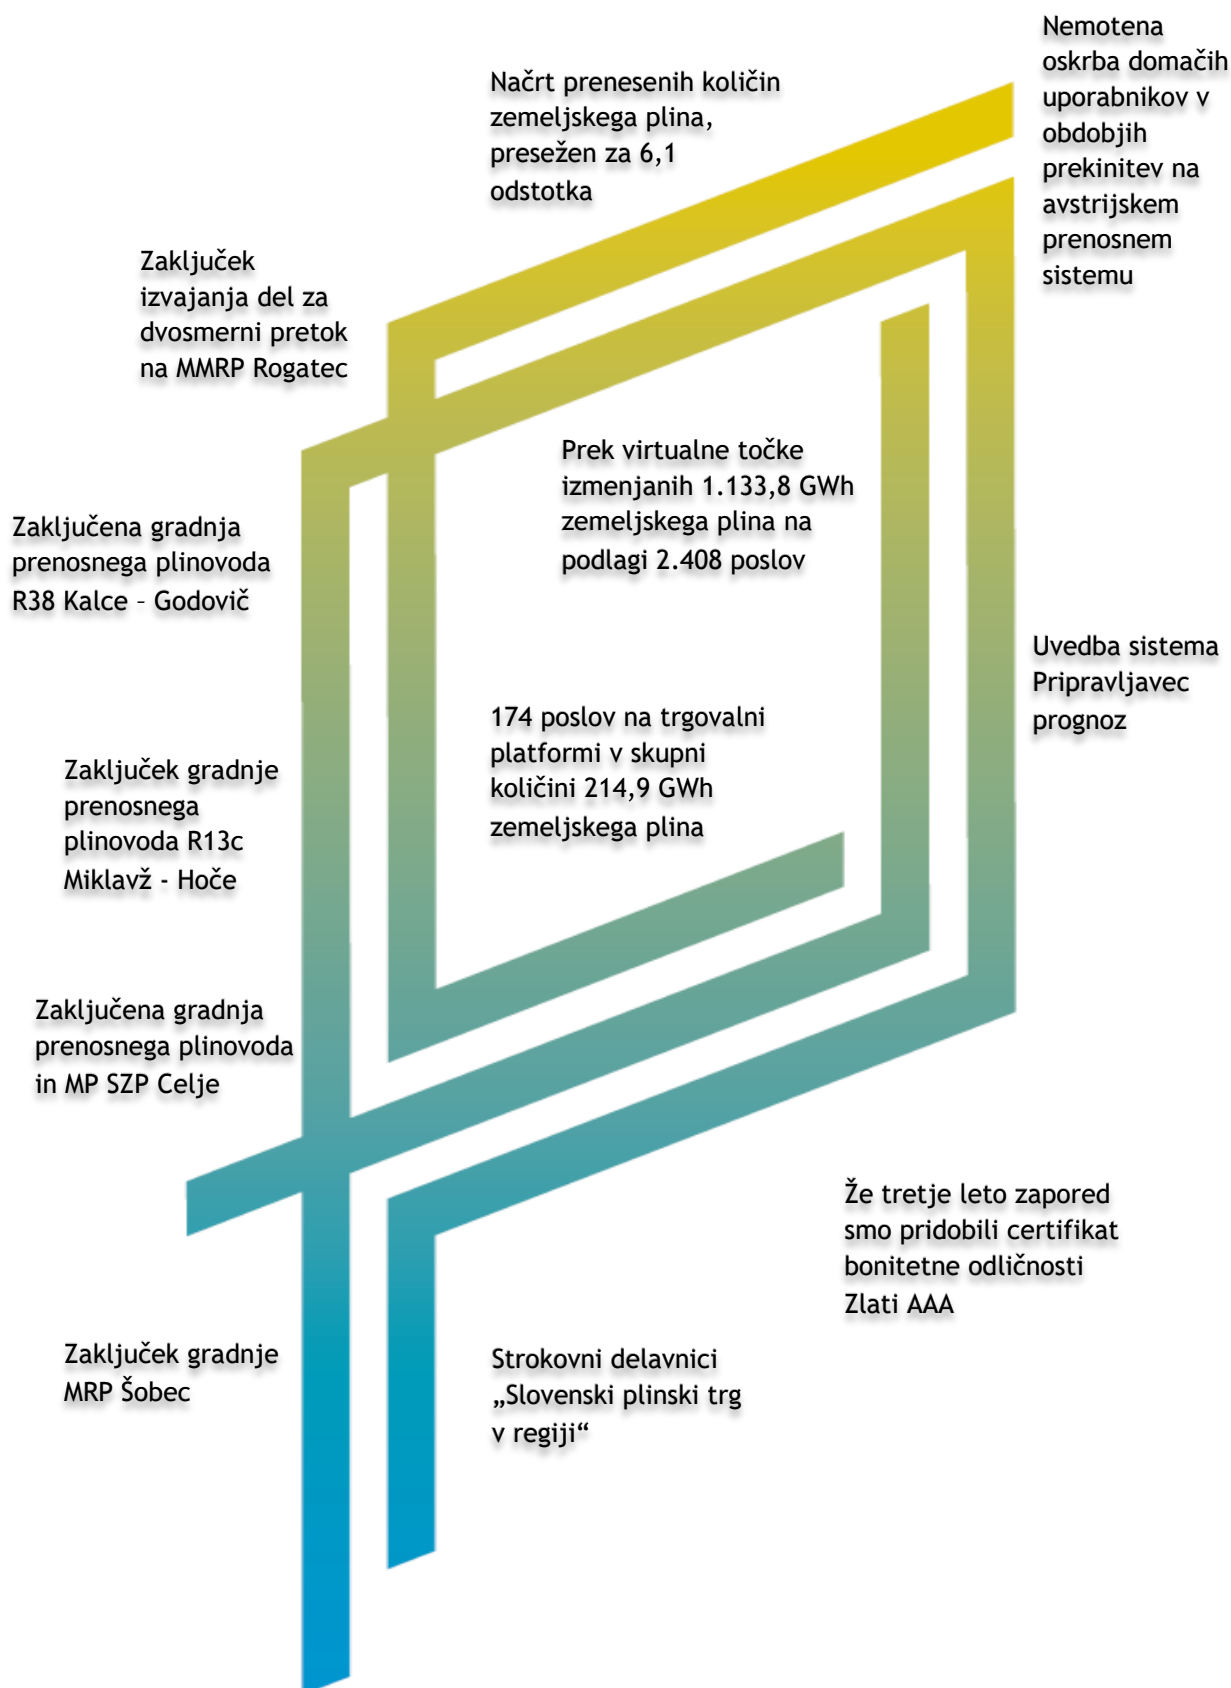 Nemotena
oskrba domačih
uporabnikov v
obdobjih
prekinitev na
avstrijskem
prenosnem
sistemu
Načrt prenesenih količin
zemeljskega plina,
presežen za 6,1
odstotka
Zaključek
izvajanja del za
dvosmerni pretok
na MMRP Rogatec
Prek virtualne točke
izmenjanih 1.133,8 GWh
zemeljskega plina na
podlagi 2.408 poslov
Zaključena gradnja
prenosnega plinovoda
R38 Kalce – Godovič
Uvedba sistema
Pripravljavec
prognoz
174 poslov na trgovalni
platformi v skupni
količini 214,9 GWh
zemeljskega plina
Zaključek gradnje
prenosnega
plinovoda R13c
Miklavž - Hoče
Zaključena gradnja
prenosnega plinovoda
in MP SZP Celje
Že tretje leto zapored
smo pridobili certifikat
bonitetne odličnosti
Zlati AAA
Zaključek gradnje
MRP Šobec
Strokovni delavnici
„Slovenski plinski trg
v regiji“